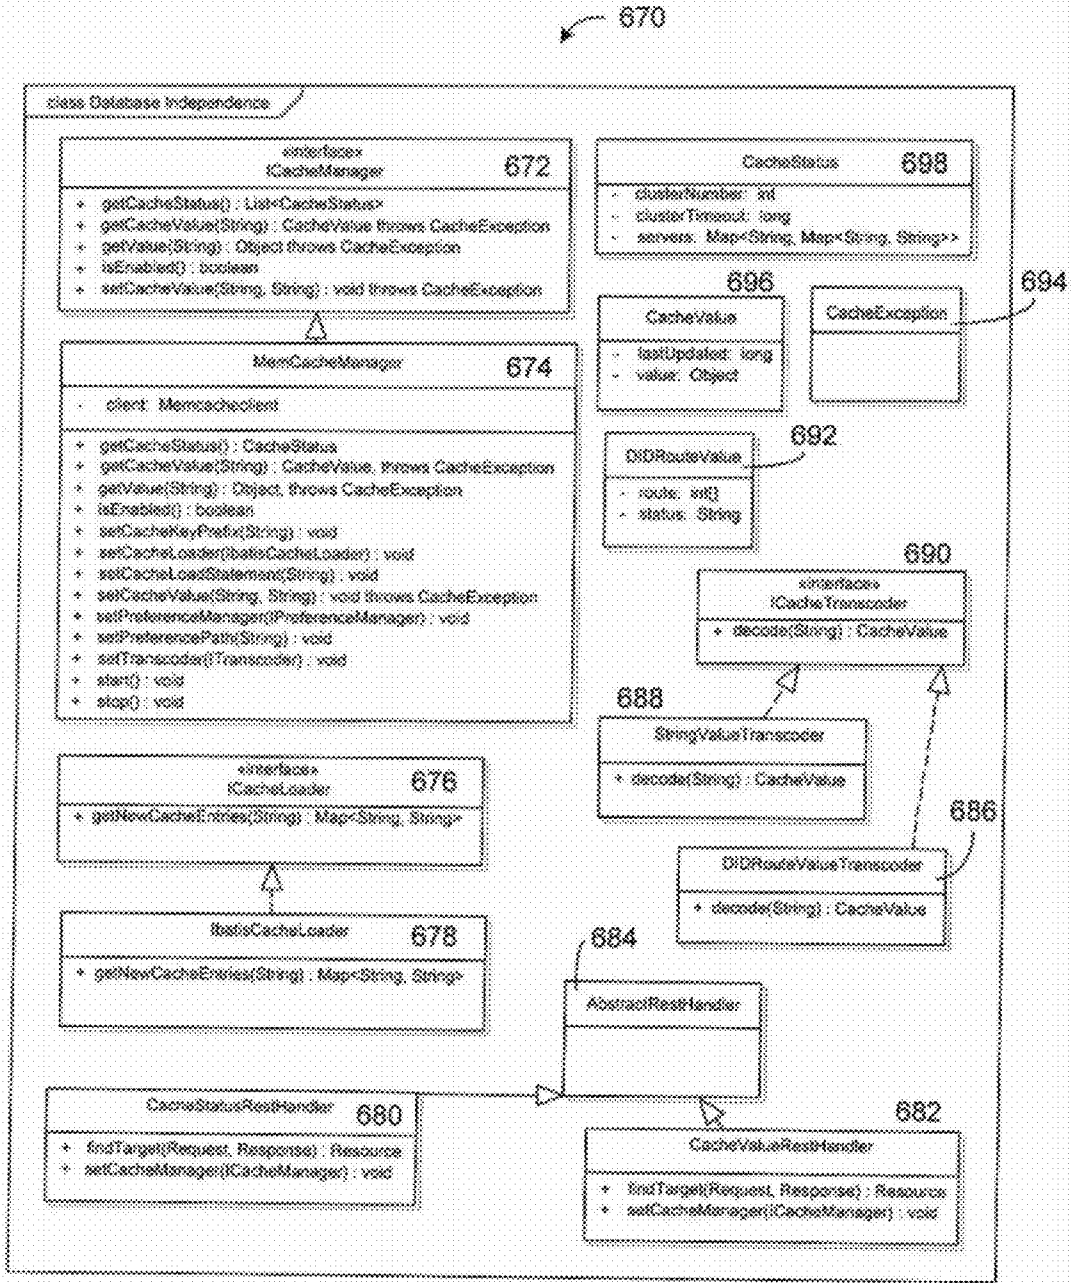 670
class Database Independence
«interface»
ICacheManager
672
+ getCacheStatus() : List<CacheStatus>
+ getCacheValue(String) : CacheValue throws CacheException
+ getValue(String) : Object throws CacheException
+ isEnabled() : boolean
+ setCacheValue(String, String) : void throws CacheException
CacheStatus
698
- clusterNumber: int
- clusterTimeout: long
- servers: Map<String, Map<String, String>>
696
CacheValue
- lastUpdated: long
- value: Object
694
CacheException
MemCacheManager
674
- client: Memcacheclient
+ getCacheStatus() : CacheStatus
+ getCacheValue(String) : CacheValue, throws CacheException
+ getValue(String) : Object, throws CacheException
+ isEnabled() : boolean
+ setCacheKeyPrefix(String) : void
+ setCacheLoader(IbatisCacheLoader) : void
+ setCacheLoadStatement(String) : void
+ setCacheValue(String, String) : void throws CacheException
+ setPreferenceManager(IPreferenceManager) : void
+ setPreferencePath(String) : void
+ setTranscoder(ITranscoder) : void
+ start() : void
+ stop() : void
692
DIDRouteValue
- route: int[]
- status: String
690
«interface»
ICacheTranscoder
+ decode(String) : CacheValue
688
StringValueTranscoder
+ decode(String) : CacheValue
686
DIDRouteValueTranscoder
+ decode(String) : CacheValue
«interface»
ICacheLoader
676
+ getNewCacheEntries(String) : Map<String, String>
IbatisCacheLoader
678
+ getNewCacheEntries(String) : Map<String, String>
684
AbstractRestHandler
CacheStatusRestHandler
680
+ findTarget(Request, Response) : Resource
+ setCacheManager(ICacheManager) : void
682
CacheValueRestHandler
+ findTarget(Request, Response) : Resource
+ setCacheManager(ICacheManager) : void